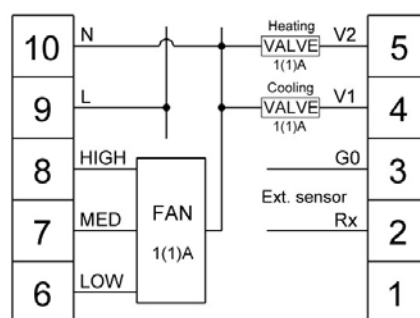 10 N Heating V2 5
VALVE
1(1)A
9 L Cooling V1 4
VALVE
1(1)A
8 HIGH G0 3
FAN Ext. sensor
7 MED Rx 2
1(1)A
6 LOW 1